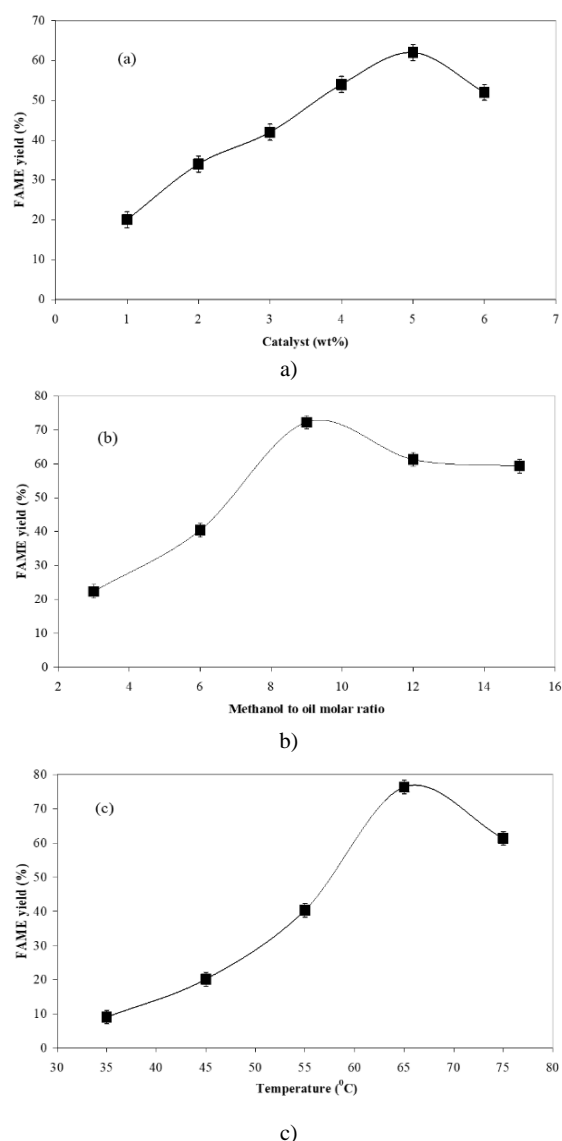 (a)
FAME yield (%)
70
60
50
40
30
20
10
0
0 1 2 3 4 5 6 7
Catalyst (wt%)
a)
(b)
FAME yield (%)
80
70
60
50
40
30
20
10
0
2 4 6 8 10 12 14 16
Methanol to oil molar ratio
b)
(c)
FAME yield (%)
80
70
60
50
40
30
20
10
0
30 35 40 45 50 55 60 65 70 75 80
Temperature (⁰C)
c)